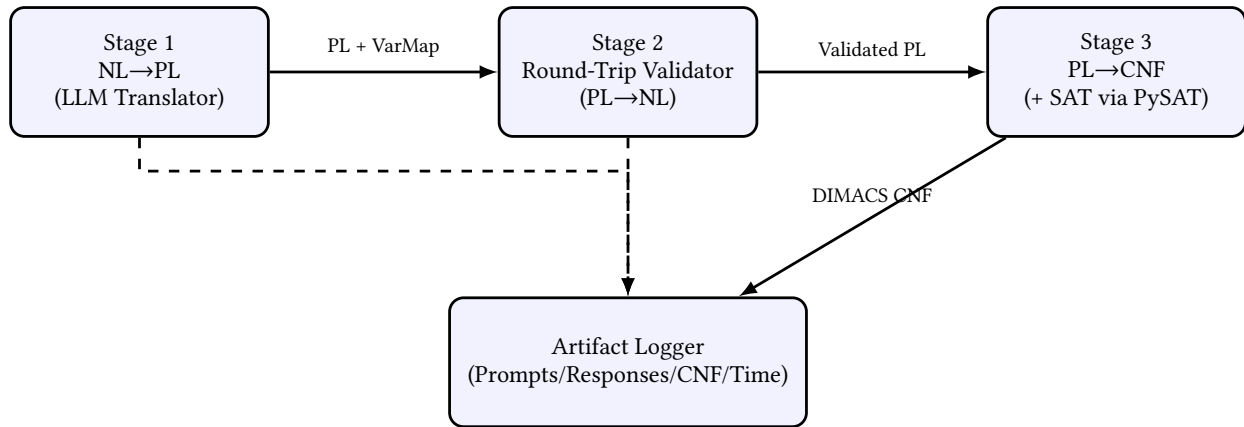 Stage 1
NL→PL
(LLM Translator)
PL + VarMap
Stage 2
Round-Trip Validator
(PL→NL)
Validated PL
Stage 3
PL→CNF
(+ SAT via PySAT)
DIMACS CNF
Artifact Logger
(Prompts/Responses/CNF/Time)